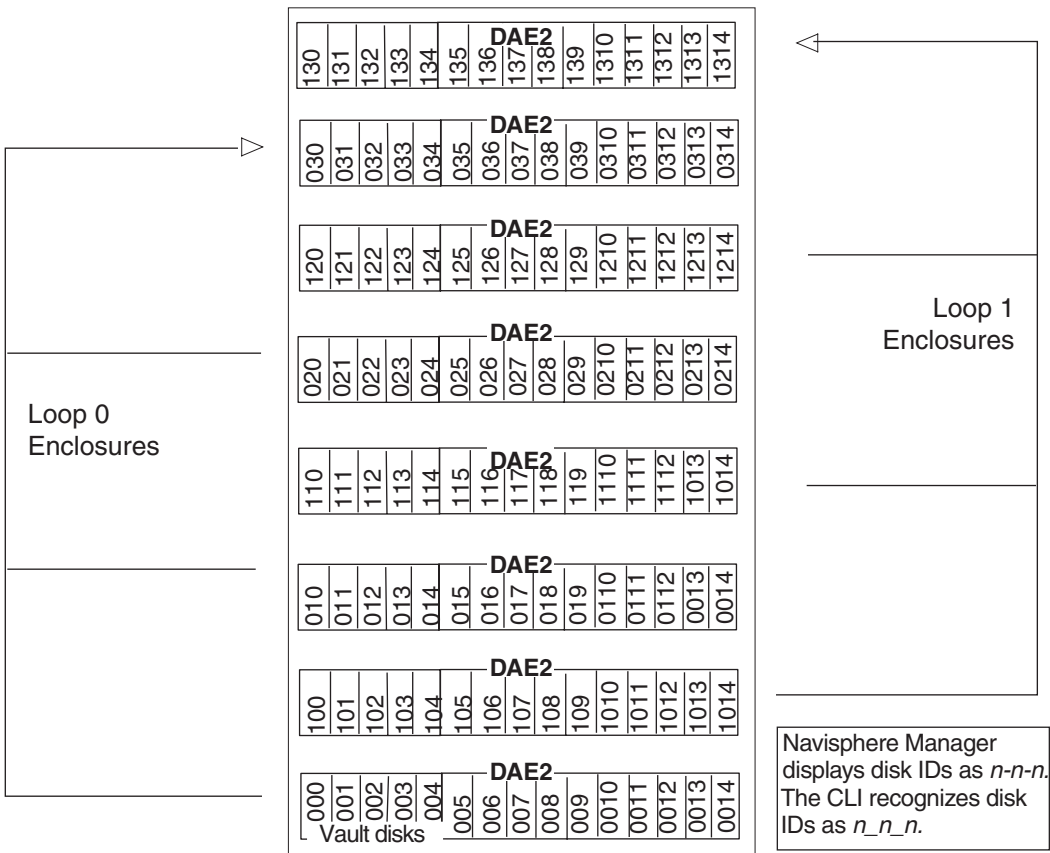 DAE2
130 131 132 133 134 135 136 137 138 139 1310 1311 1312 1313 1314
DAE2
030 031 032 033 034 035 036 037 038 039 0310 0311 0312 0313 0314
DAE2
120 121 122 123 124 125 126 127 128 129 1210 1211 1212 1213 1214
DAE2
020 021 022 023 024 025 026 027 028 029 0210 0211 0212 0213 0214
DAE2
110 111 112 113 114 115 116 117 118 119 1110 1111 1112 1013 1014
DAE2
010 011 012 013 014 015 016 017 018 019 0110 0111 0112 0013 0014
DAE2
100 101 102 103 104 105 106 107 108 109 1010 1011 1012 1013 1014
DAE2
000 001 002 003 004 005 006 007 008 009 0010 0011 0012 0013 0014
Vault disks
Loop 0
Enclosures
Loop 1
Enclosures
Navisphere Manager
displays disk IDs as n-n-n.
The CLI recognizes disk
IDs as n_n_n.